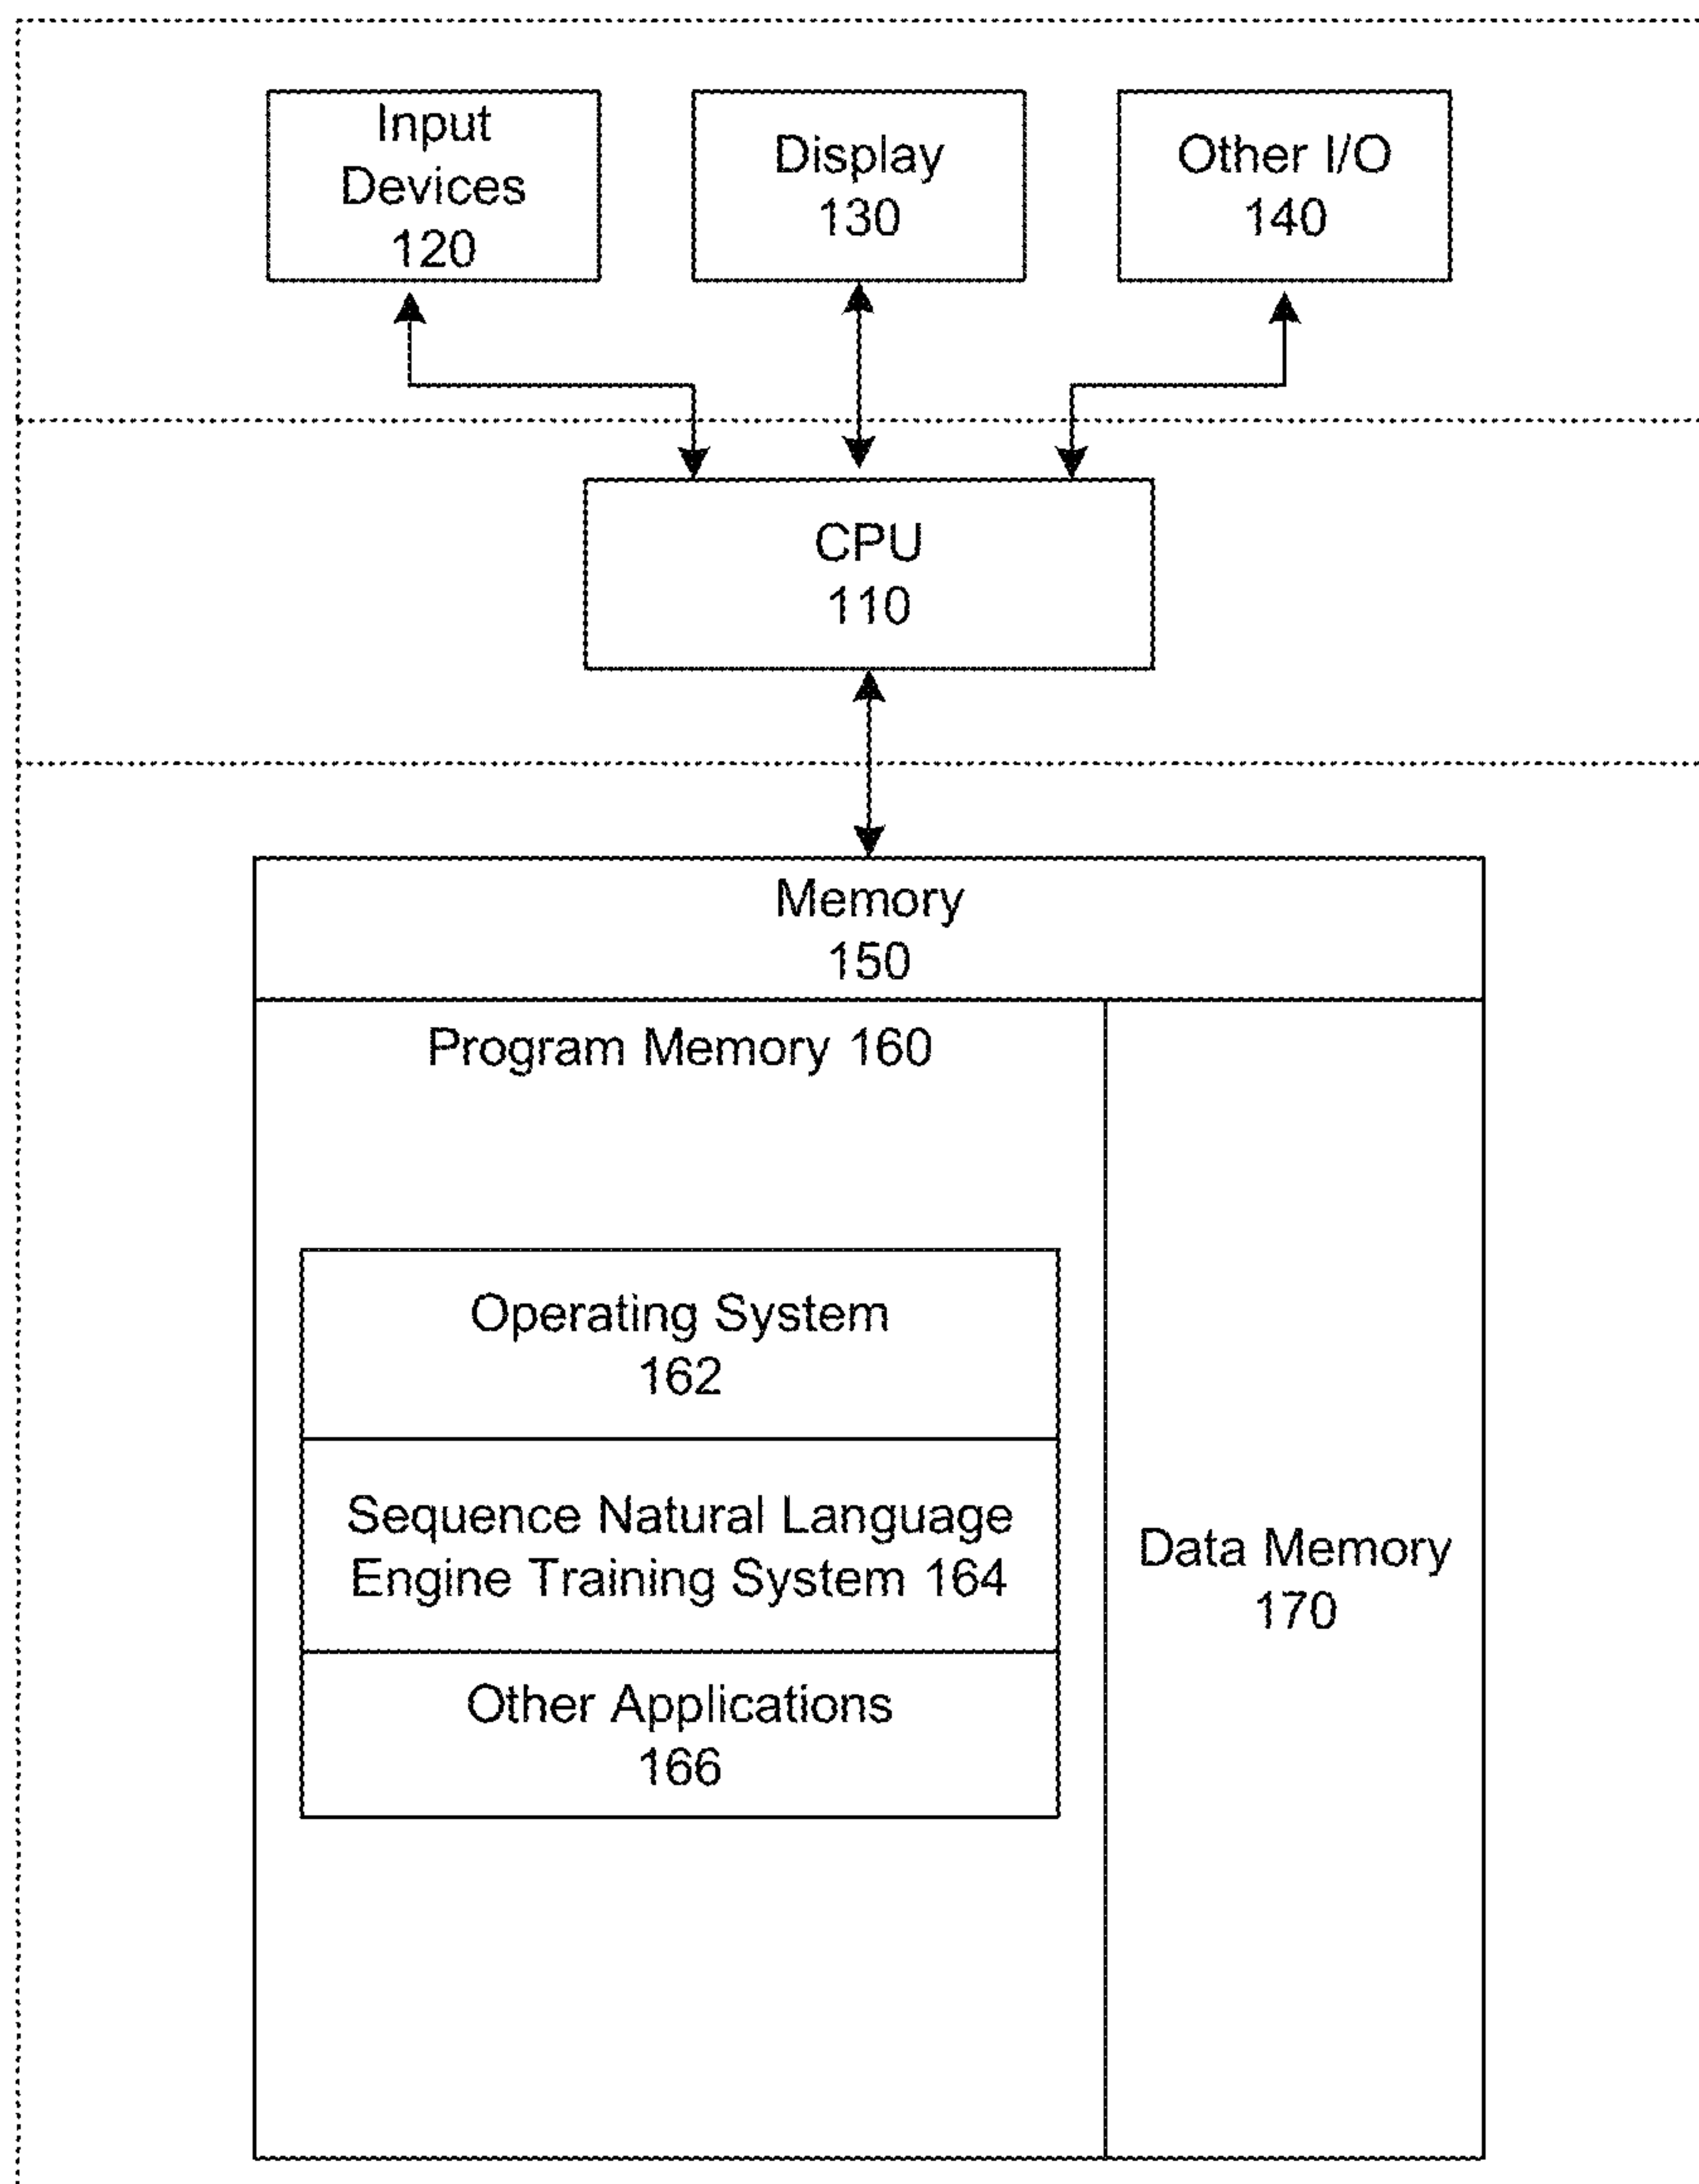 Input
Devices
120
Display
130
Other I/O
140
CPU
110
Memory
150
Program Memory 160
Operating System
162
Sequence Natural Language
Engine Training System 164
Other Applications
166
Data Memory
170